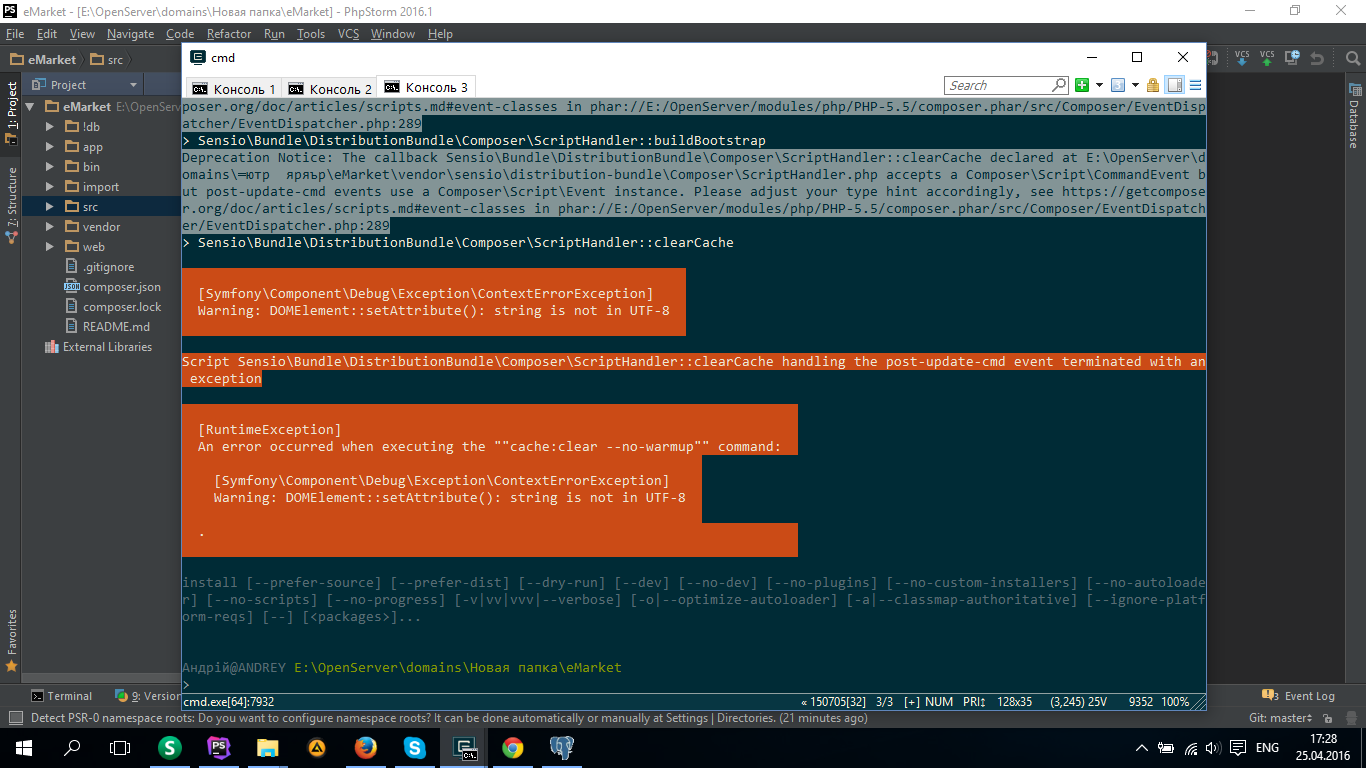 eMarket - [E:\OpenServer\domains\Новая папка\eMarket] - PhpStorm 2016.1
File Edit View Navigate Code Refactor Run Tools VCS Window Help
eMarket src
VCS VCS
cmd
Консоль 1 Консоль 2 Консоль 3
Search
1: Project
7: Structure
Favorites
Project
eMarket E:\OpenServ
!db
app
bin
import
src
vendor
web
.gitignore
composer.json
composer.lock
README.md
External Libraries
poser.org/doc/articles/scripts.md#event-classes in phar://E:/OpenServer/modules/php/PHP-5.5/composer.phar/src/Composer/EventDisp
atcher/EventDispatcher.php:289
> Sensio\Bundle\DistributionBundle\Composer\ScriptHandler::buildBootstrap
Deprecation Notice: The callback Sensio\Bundle\DistributionBundle\Composer\ScriptHandler::clearCache declared at E:\OpenServer\d
omains\═ютр  яряър\eMarket\vendor\sensio\distribution-bundle\Composer\ScriptHandler.php accepts a Composer\Script\CommandEvent b
ut post-update-cmd events use a Composer\Script\Event instance. Please adjust your type hint accordingly, see https://getcompose
r.org/doc/articles/scripts.md#event-classes in phar://E:/OpenServer/modules/php/PHP-5.5/composer.phar/src/Composer/EventDispatch
er/EventDispatcher.php:289
> Sensio\Bundle\DistributionBundle\Composer\ScriptHandler::clearCache
[Symfony\Component\Debug\Exception\ContextErrorException]
Warning: DOMElement::setAttribute(): string is not in UTF-8
Script Sensio\Bundle\DistributionBundle\Composer\ScriptHandler::clearCache handling the post-update-cmd event terminated with an
exception
[RuntimeException]
An error occurred when executing the ""cache:clear --no-warmup"" command:
[Symfony\Component\Debug\Exception\ContextErrorException]
Warning: DOMElement::setAttribute(): string is not in UTF-8
.
install [--prefer-source] [--prefer-dist] [--dry-run] [--dev] [--no-dev] [--no-plugins] [--no-custom-installers] [--no-autoloade
r] [--no-scripts] [--no-progress] [-v|vv|vvv|--verbose] [-o|--optimize-autoloader] [-a|--classmap-authoritative] [--ignore-platf
orm-reqs] [--] [<packages>]...
Андрій@ANDREY E:\OpenServer\domains\Новая папка\eMarket
>
cmd.exe[64]:7932 « 150705[32] 3/3 [+] NUM PRI↕ 128x35 (3,245) 25V 9352 100%
Database
Terminal 9: Version Event Log
Detect PSR-0 namespace roots: Do you want to configure namespace roots? It can be done automatically or manually at Settings | Directories. (21 minutes ago) Git: master
ENG
17:28
25.04.2016